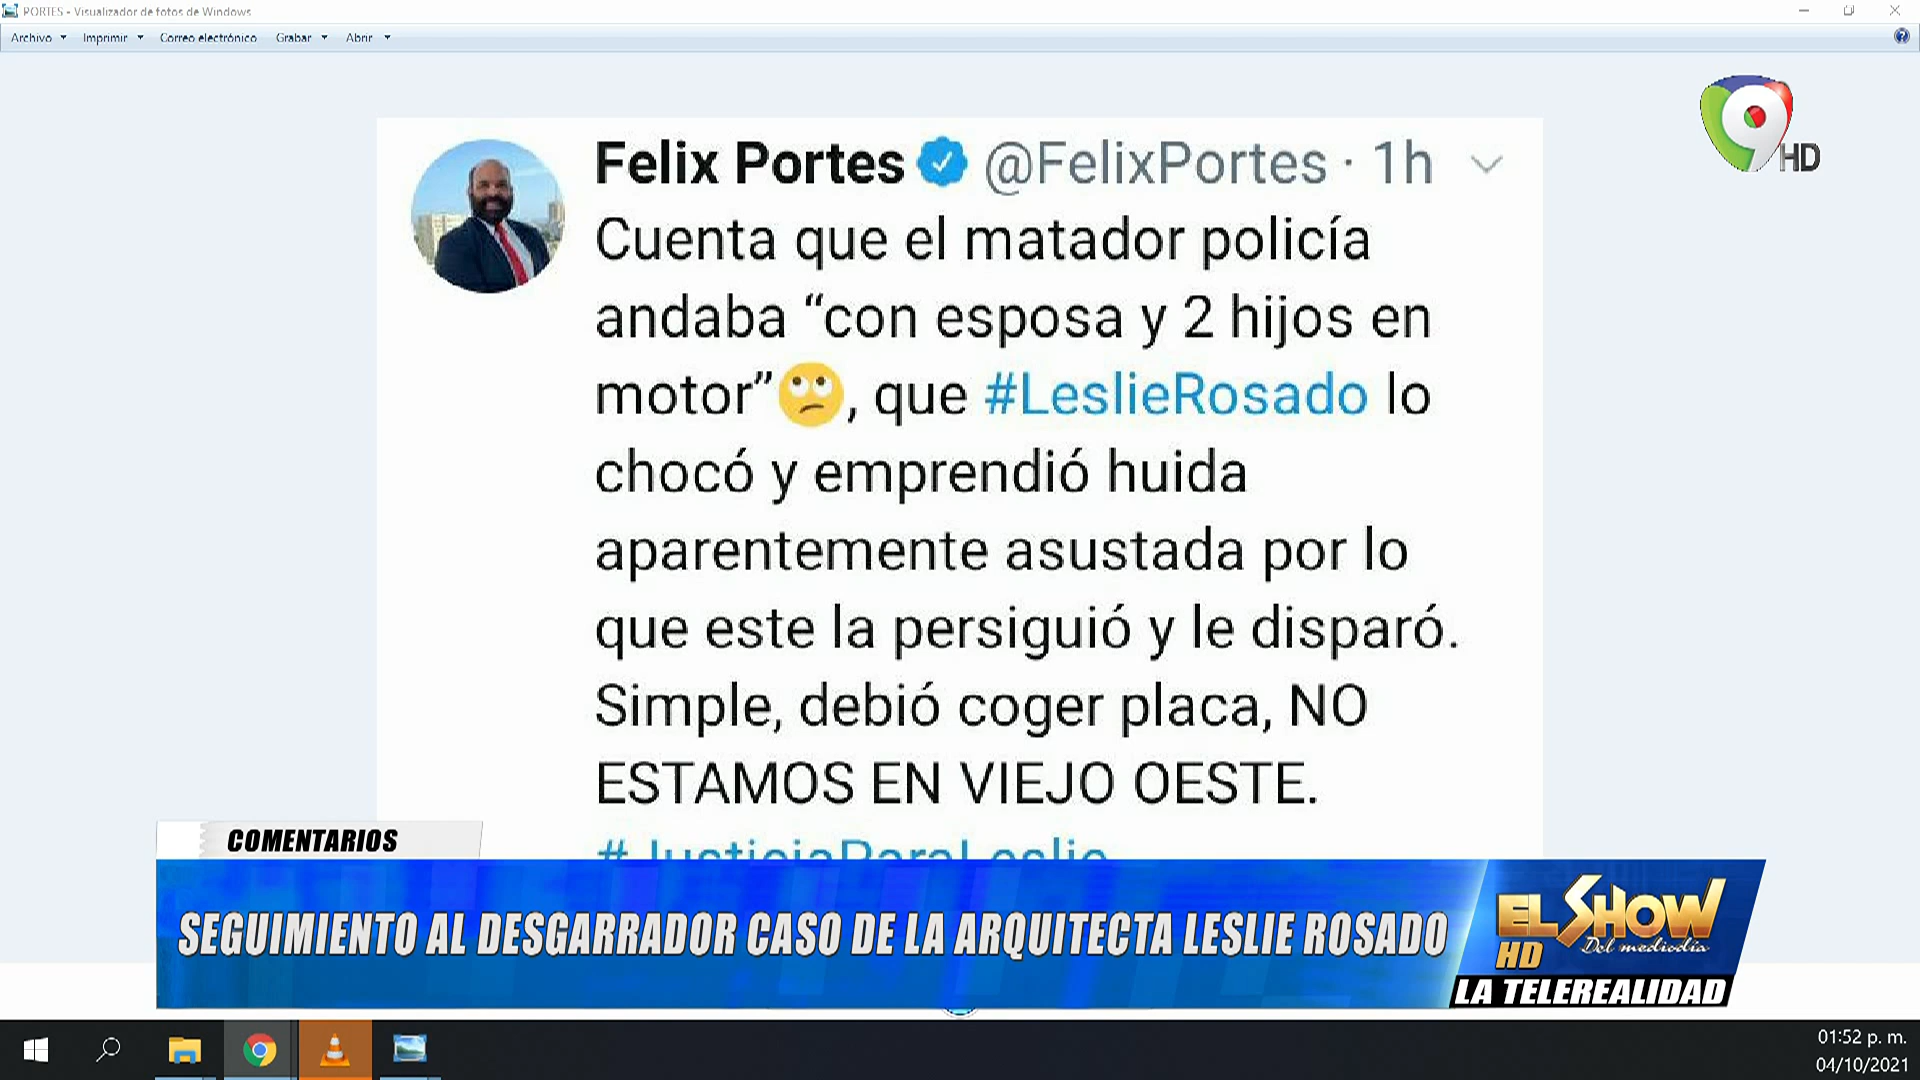 PORTES - Visualizador de fotos de Windows
Archivo Imprimir Correo electrónico Grabar Abrir
9 HD
Felix Portes @FelixPortes · 1h
Cuenta que el matador policía
andaba “con esposa y 2 hijos en
motor”🙄, que #LeslieRosado lo
chocó y emprendió huida
aparentemente asustada por lo
que este la persiguió y le disparó.
Simple, debió coger placa, NO
ESTAMOS EN VIEJO OESTE.
#JusticiaParaLeslie
COMENTARIOS
SEGUIMIENTO AL DESGARRADOR CASO DE LA ARQUITECTA LESLIE ROSADO
EL SHOW
Del mediodía
HD
LA TELEREALIDAD
01:52 p. m.
04/10/2021